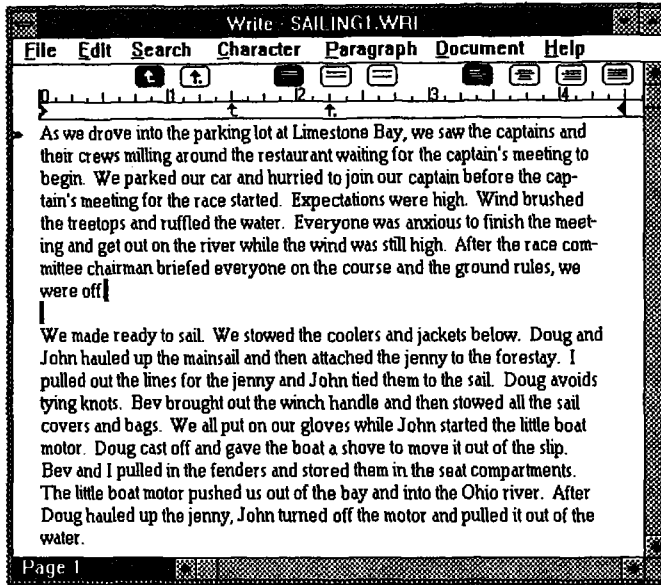 Write - SAILING1.WRI
File Edit Search Character Paragraph Document Help
0 1 2 3 4
As we drove into the parking lot at Limestone Bay, we saw the captains and
their crews milling around the restaurant waiting for the captain's meeting to
begin. We parked our car and hurried to join our captain before the cap-
tain's meeting for the race started. Expectations were high. Wind brushed
the treetops and ruffled the water. Everyone was anxious to finish the meet-
ing and get out on the river while the wind was still high. After the race com-
mittee chairman briefed everyone on the course and the ground rules, we
were off.
We made ready to sail. We stowed the coolers and jackets below. Doug and
John hauled up the mainsail and then attached the jenny to the forestay. I
pulled out the lines for the jenny and John tied them to the sail. Doug avoids
tying knots. Bev brought out the winch handle and then stowed all the sail
covers and bags. We all put on our gloves while John started the little boat
motor. Doug cast off and gave the boat a shove to move it out of the slip.
Bev and I pulled in the fenders and stored them in the seat compartments.
The little boat motor pushed us out of the bay and into the Ohio river. After
Doug hauled up the jenny, John turned off the motor and pulled it out of the
water.
Page 1